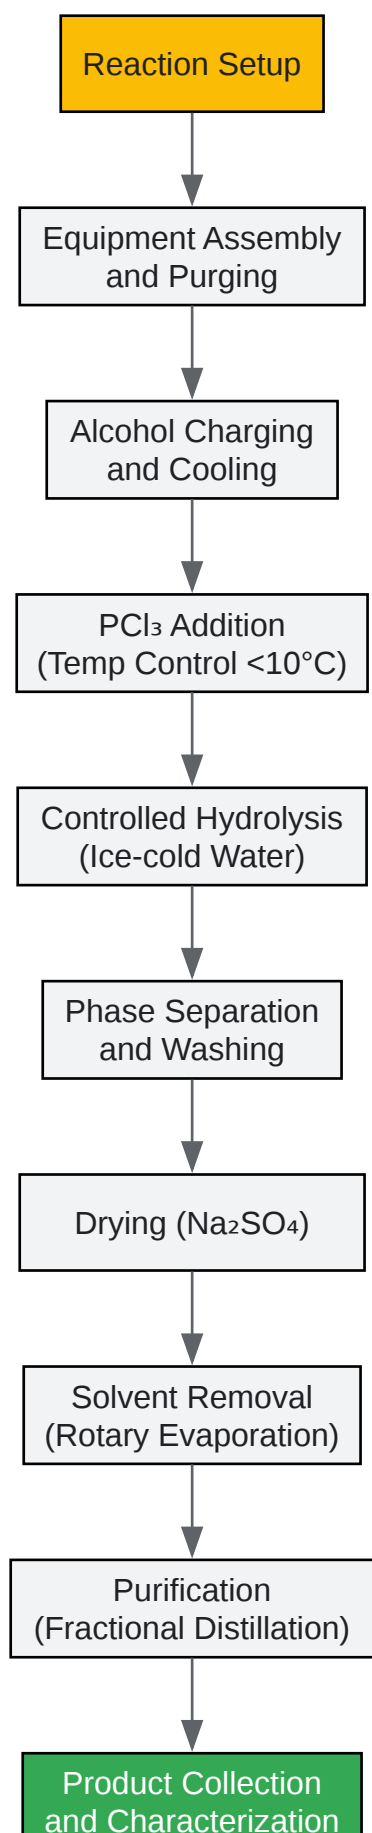 Reaction Setup
Equipment Assembly
and Purging
Alcohol Charging
and Cooling
PCl₃ Addition
(Temp Control <10°C)
Controlled Hydrolysis
(Ice-cold Water)
Phase Separation
and Washing
Drying (Na₂SO₄)
Solvent Removal
(Rotary Evaporation)
Purification
(Fractional Distillation)
Product Collection
and Characterization